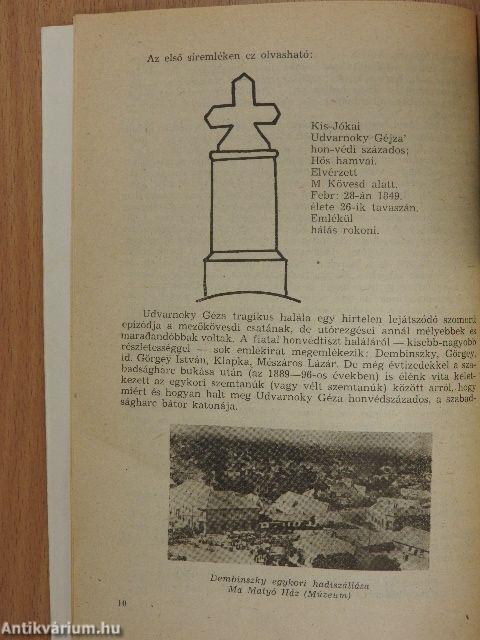 Az első síremléken ez olvasható:
Kis-Jókai
Udvarnoky Géjza'
hon-védi százados;
Hős hamvai.
Elvérzett
M Kövesd alatt.
Febr: 28-án 1849.
élete 26-ik tavaszán.
Emlékül
hálás rokoni.
Udvarnoky Géza tragikus halála egy hirtelen lejátszódó szomorú
epizódja a mezőkövesdi csatának, de utórezgései annál mélyebbek és
maradandóbbak voltak. A fiatal honvédtiszt haláláról — kisebb-nagyobb
részletességgel — sok emlékirat megemlékezik: Dembinszky, Görgey,
id. Görgey István, Klapka, Mészáros Lázár. De még évtizedekkel a sza-
badságharc bukása után (az 1889—96-os években) is élénk vita kelet-
kezett az egykori szemtanúk (vagy vélt szemtanúk) között arról, hogy
miért és hogyan halt meg Udvarnoky Géza honvédszázados, a szabad-
ságharc bátor katonája.
Dembinszky egykori hadiszállása
Ma Matyó Ház (Múzeum)
10
Antikvárium.hu